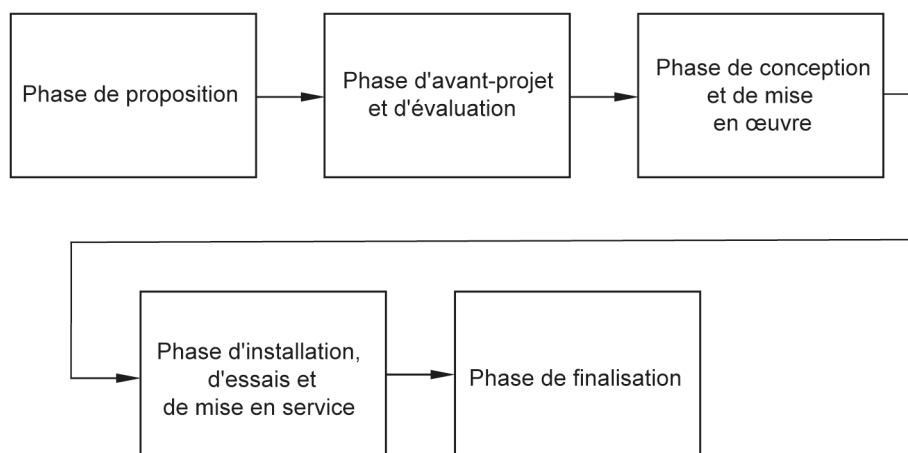 Phase de proposition
Phase d'avant-projet
et d'évaluation
Phase de conception
et de mise
en œuvre
Phase d'installation,
d'essais et
de mise en service
Phase de finalisation